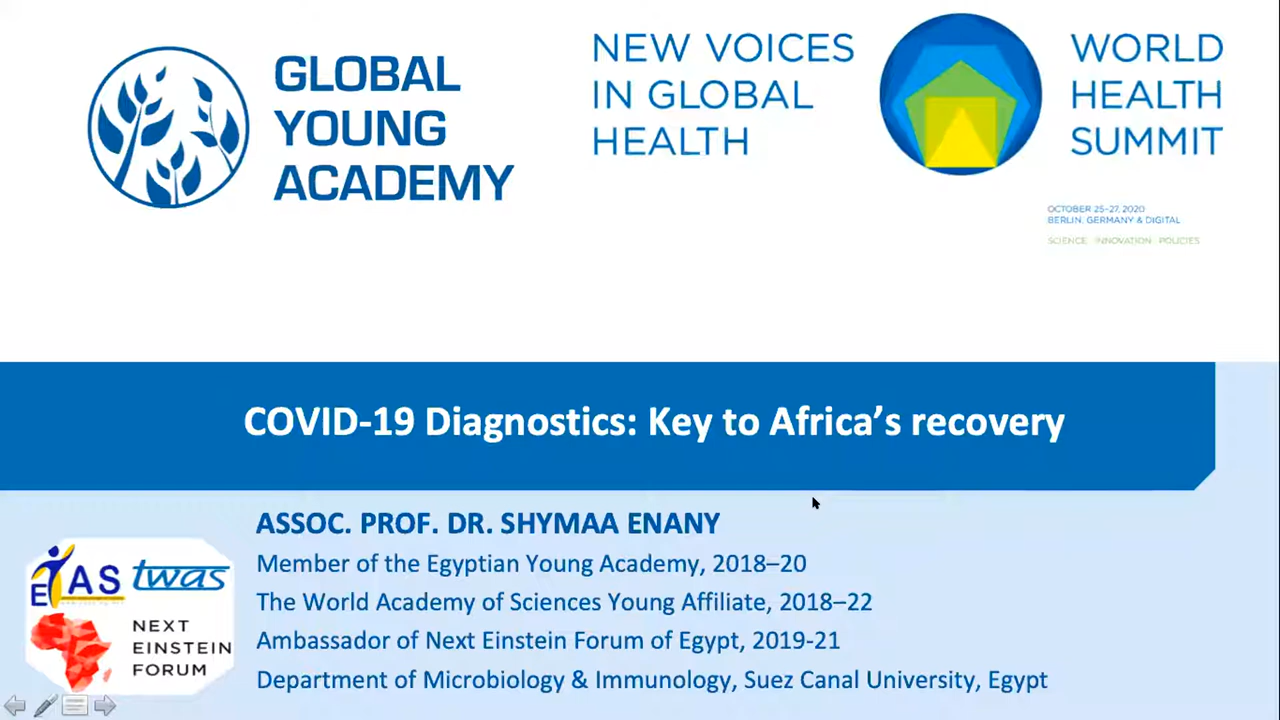 GLOBAL
YOUNG
ACADEMY
NEW VOICES
IN GLOBAL
HEALTH
WORLD
HEALTH
SUMMIT
OCTOBER 25–27, 2020
BERLIN, GERMANY & DIGITAL
SCIENCE INNOVATION POLICIES
COVID-19 Diagnostics: Key to Africa’s recovery
ASSOC. PROF. DR. SHYMAA ENANY
Member of the Egyptian Young Academy, 2018–20
The World Academy of Sciences Young Affiliate, 2018–22
Ambassador of Next Einstein Forum of Egypt, 2019-21
Department of Microbiology & Immunology, Suez Canal University, Egypt
EYAS
twas
NEXT
EINSTEIN
FORUM